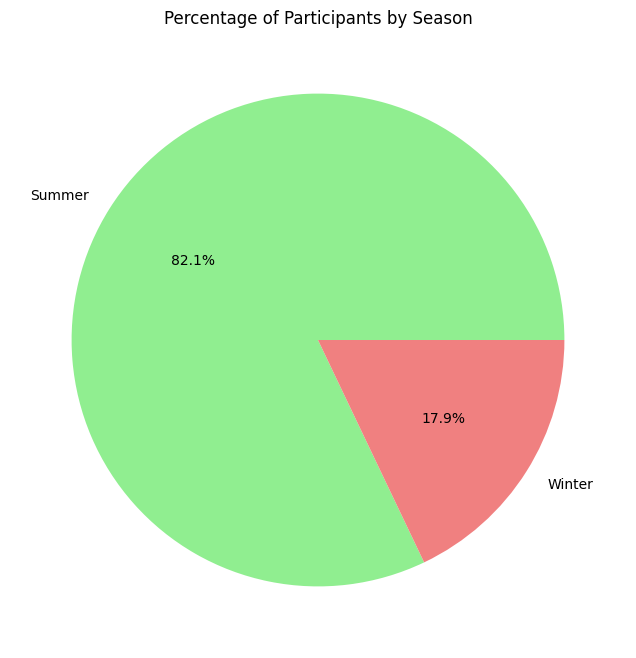 Percentage of Participants by Season
Summer
82.1%
17.9%
Winter